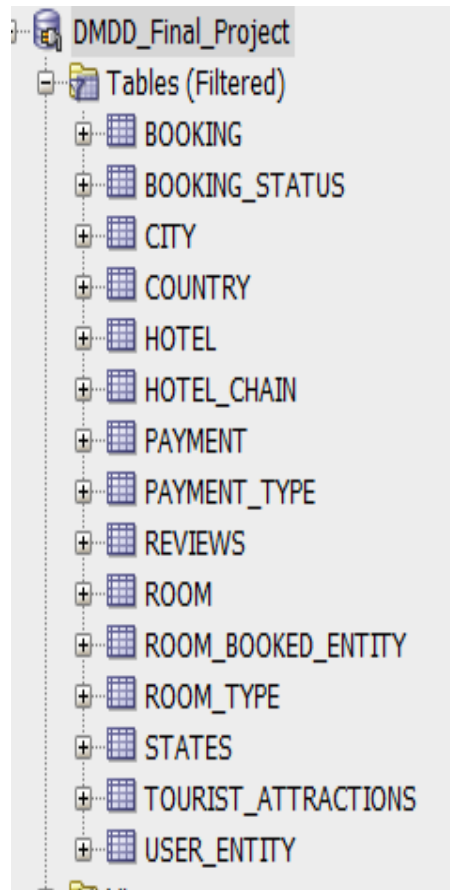 DMDD_Final_Project
Tables (Filtered)
BOOKING
BOOKING_STATUS
CITY
COUNTRY
HOTEL
HOTEL_CHAIN
PAYMENT
PAYMENT_TYPE
REVIEWS
ROOM
ROOM_BOOKED_ENTITY
ROOM_TYPE
STATES
TOURIST_ATTRACTIONS
USER_ENTITY